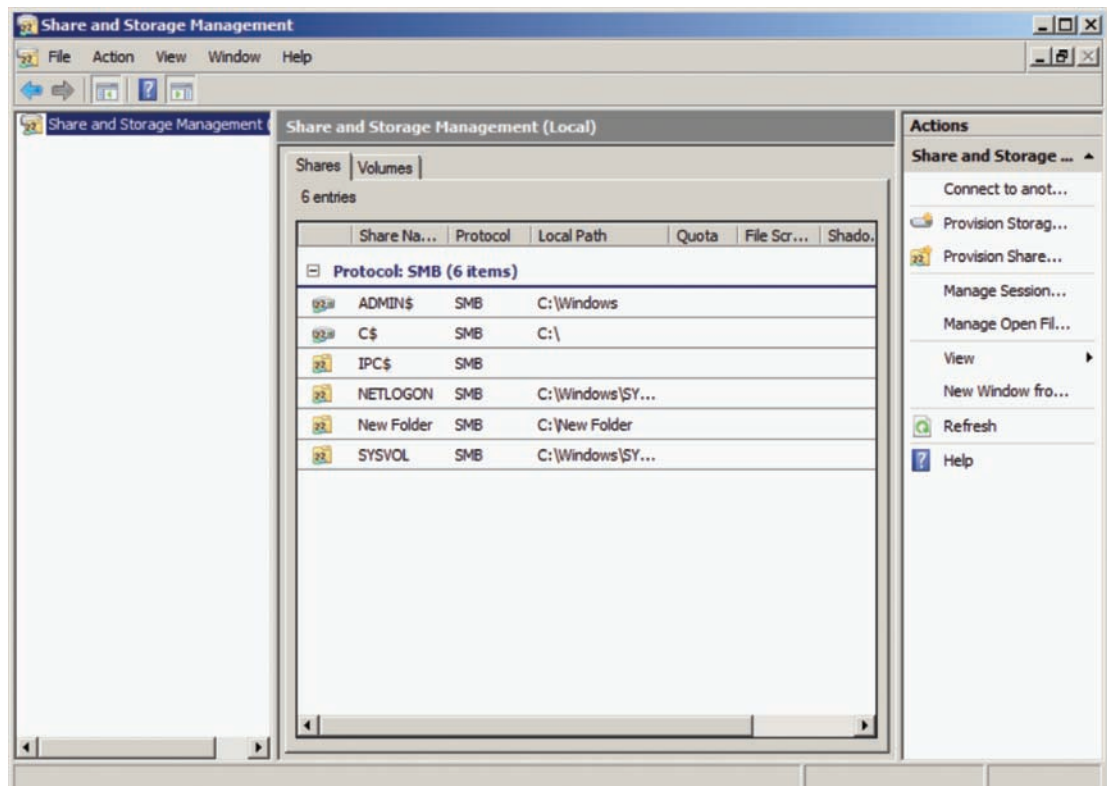 Share and Storage Management
File Action View Window Help
Share and Storage Management (
Share and Storage Management (Local)
Shares Volumes
6 entries
Share Na... Protocol Local Path Quota File Scr... Shado.
Protocol: SMB (6 items)
ADMIN$ SMB C:\Windows
C$ SMB C:\
IPC$ SMB
NETLOGON SMB C:\Windows\SY...
New Folder SMB C:\New Folder
SYSVOL SMB C:\Windows\SY...
Actions
Share and Storage ...
Connect to anot...
Provision Storag...
Provision Share...
Manage Session...
Manage Open Fil...
View
New Window fro...
Refresh
Help